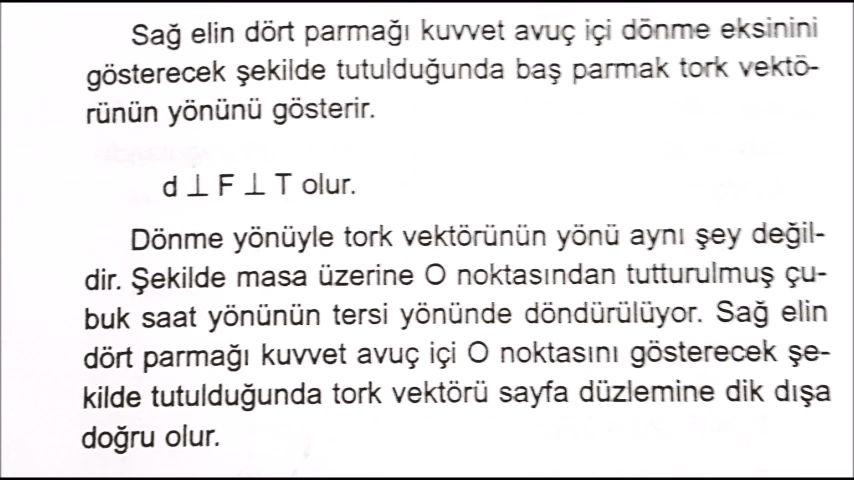 Sağ elin dört parmağı kuvvet avuç içi dönme eksinini
gösterecek şekilde tutulduğunda baş parmak tork vektö-
rünün yönünü gösterir.
d ⊥ F ⊥ T olur.
Dönme yönüyle tork vektörünün yönü aynı şey değil-
dir. Şekilde masa üzerine O noktasından tutturulmuş çu-
buk saat yönünün tersi yönünde döndürülüyor. Sağ elin
dört parmağı kuvvet avuç içi O noktasını gösterecek şe-
kilde tutulduğunda tork vektörü sayfa düzlemine dik dışa
doğru olur.